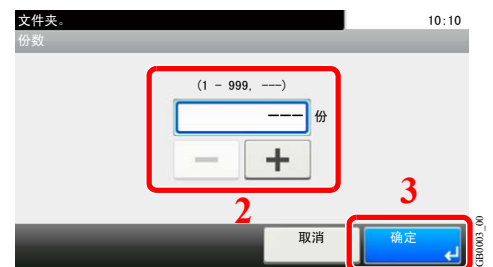 文件夹。 10:10
份数
(1 - 999, ---)
--- 份
- +
2
3
取消 确定
GB0003_00